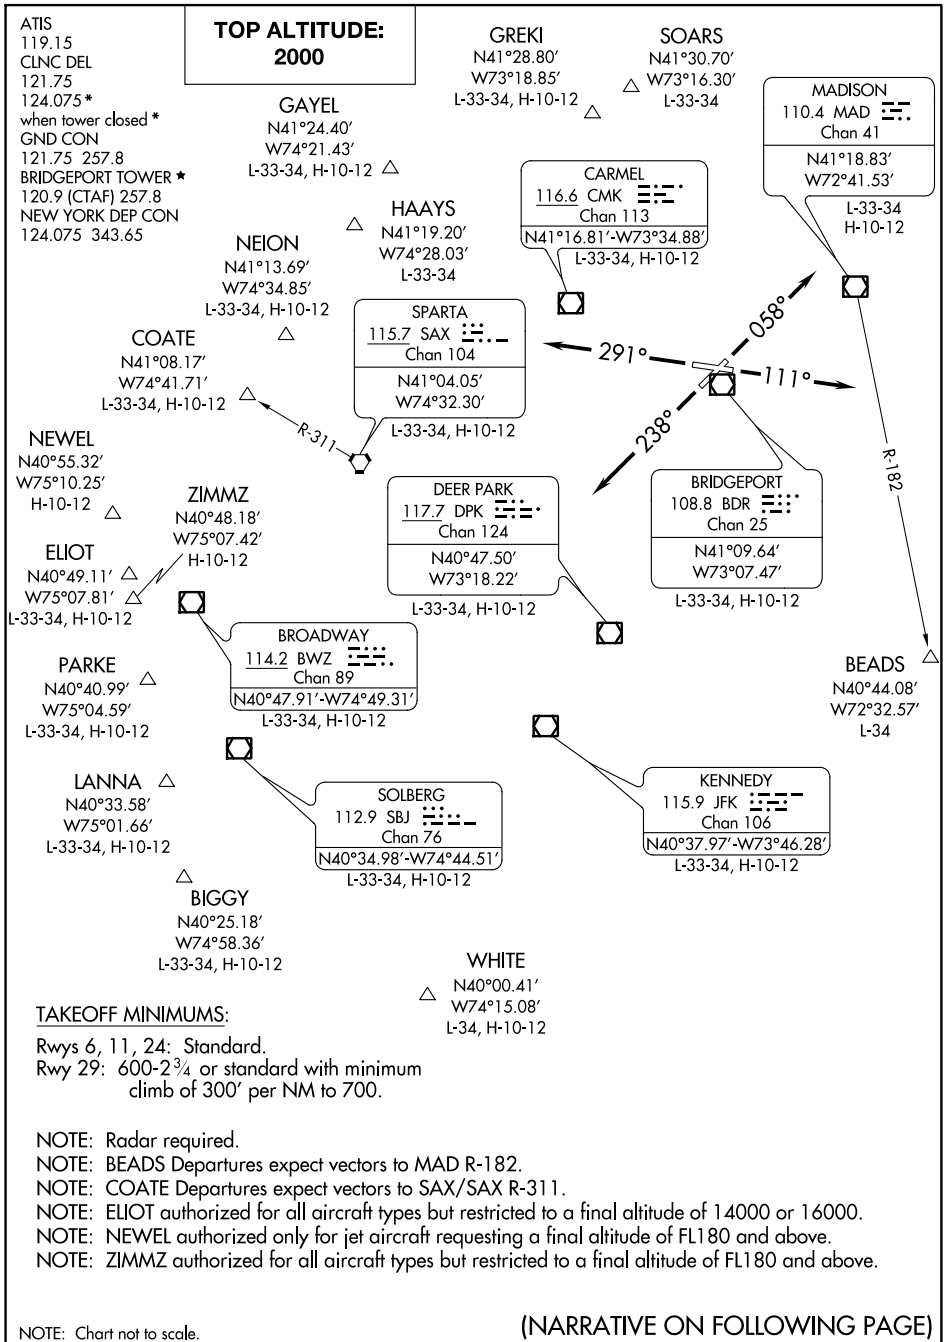 ATIS
119.15
CLNC DEL
121.75
124.075*
when tower closed *
GND CON
121.75 257.8
BRIDGEPORT TOWER ★
120.9 (CTAF) 257.8
NEW YORK DEP CON
124.075 343.65
TOP ALTITUDE:
2000
GREKI
N41°28.80'
W73°18.85'
L-33-34, H-10-12
SOARS
N41°30.70'
W73°16.30'
L-33-34
MADISON
110.4 MAD
Chan 41
N41°18.83'
W72°41.53'
L-33-34
H-10-12
GAYEL
N41°24.40'
W74°21.43'
L-33-34, H-10-12
CARMEL
116.6 CMK
Chan 113
N41°16.81'-W73°34.88'
L-33-34, H-10-12
HAAYS
N41°19.20'
W74°28.03'
L-33-34
NEION
N41°13.69'
W74°34.85'
L-33-34, H-10-12
SPARTA
115.7 SAX
Chan 104
N41°04.05'
W74°32.30'
L-33-34, H-10-12
COATE
N41°08.17'
W74°41.71'
L-33-34, H-10-12
R-311
291°
058°
111°
238°
R-182
NEWEL
N40°55.32'
W75°10.25'
H-10-12
ZIMMZ
N40°48.18'
W75°07.42'
H-10-12
DEER PARK
117.7 DPK
Chan 124
N40°47.50'
W73°18.22'
L-33-34, H-10-12
BRIDGEPORT
108.8 BDR
Chan 25
N41°09.64'
W73°07.47'
L-33-34, H-10-12
ELIOT
N40°49.11'
W75°07.81'
L-33-34, H-10-12
BROADWAY
114.2 BWZ
Chan 89
N40°47.91'-W74°49.31'
L-33-34, H-10-12
PARKE
N40°40.99'
W75°04.59'
L-33-34, H-10-12
BEADS
N40°44.08'
W72°32.57'
L-34
LANNA
N40°33.58'
W75°01.66'
L-33-34, H-10-12
SOLBERG
112.9 SBJ
Chan 76
N40°34.98'-W74°44.51'
L-33-34, H-10-12
KENNEDY
115.9 JFK
Chan 106
N40°37.97'-W73°46.28'
L-33-34, H-10-12
BIGGY
N40°25.18'
W74°58.36'
L-33-34, H-10-12
WHITE
N40°00.41'
W74°15.08'
L-34, H-10-12
TAKEOFF MINIMUMS:
Rwys 6, 11, 24: Standard.
Rwy 29: 600-2¾ or standard with minimum
climb of 300' per NM to 700.
NOTE: Radar required.
NOTE: BEADS Departures expect vectors to MAD R-182.
NOTE: COATE Departures expect vectors to SAX/SAX R-311.
NOTE: ELIOT authorized for all aircraft types but restricted to a final altitude of 14000 or 16000.
NOTE: NEWEL authorized only for jet aircraft requesting a final altitude of FL180 and above.
NOTE: ZIMMZ authorized for all aircraft types but restricted to a final altitude of FL180 and above.
NOTE: Chart not to scale.
(NARRATIVE ON FOLLOWING PAGE)